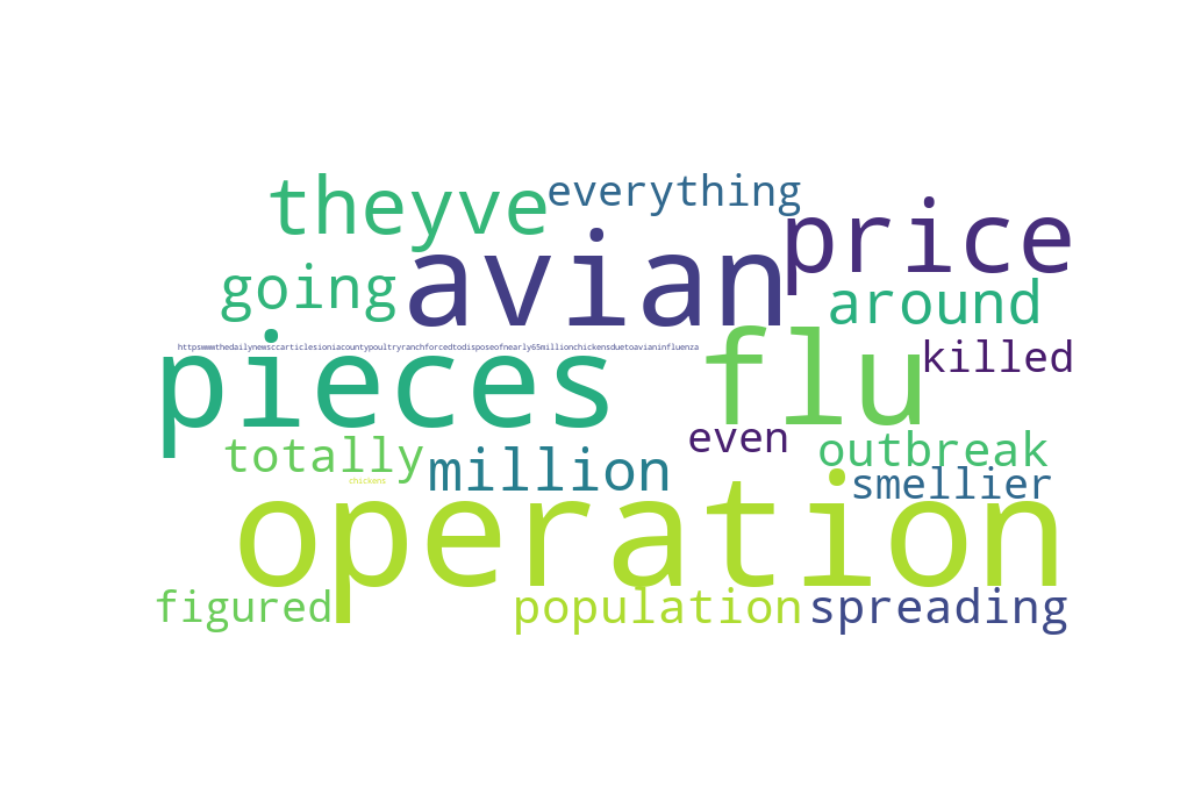 theyve everything
avian price
going around
httpswwwthedailynewsccarticlesioniacountypoultryranchforcedtodisposeofnearly65millionchickensduetoavianinfluenza
pieces flu killed
totally million even outbreak
chickens
operation smellier
figured population spreading